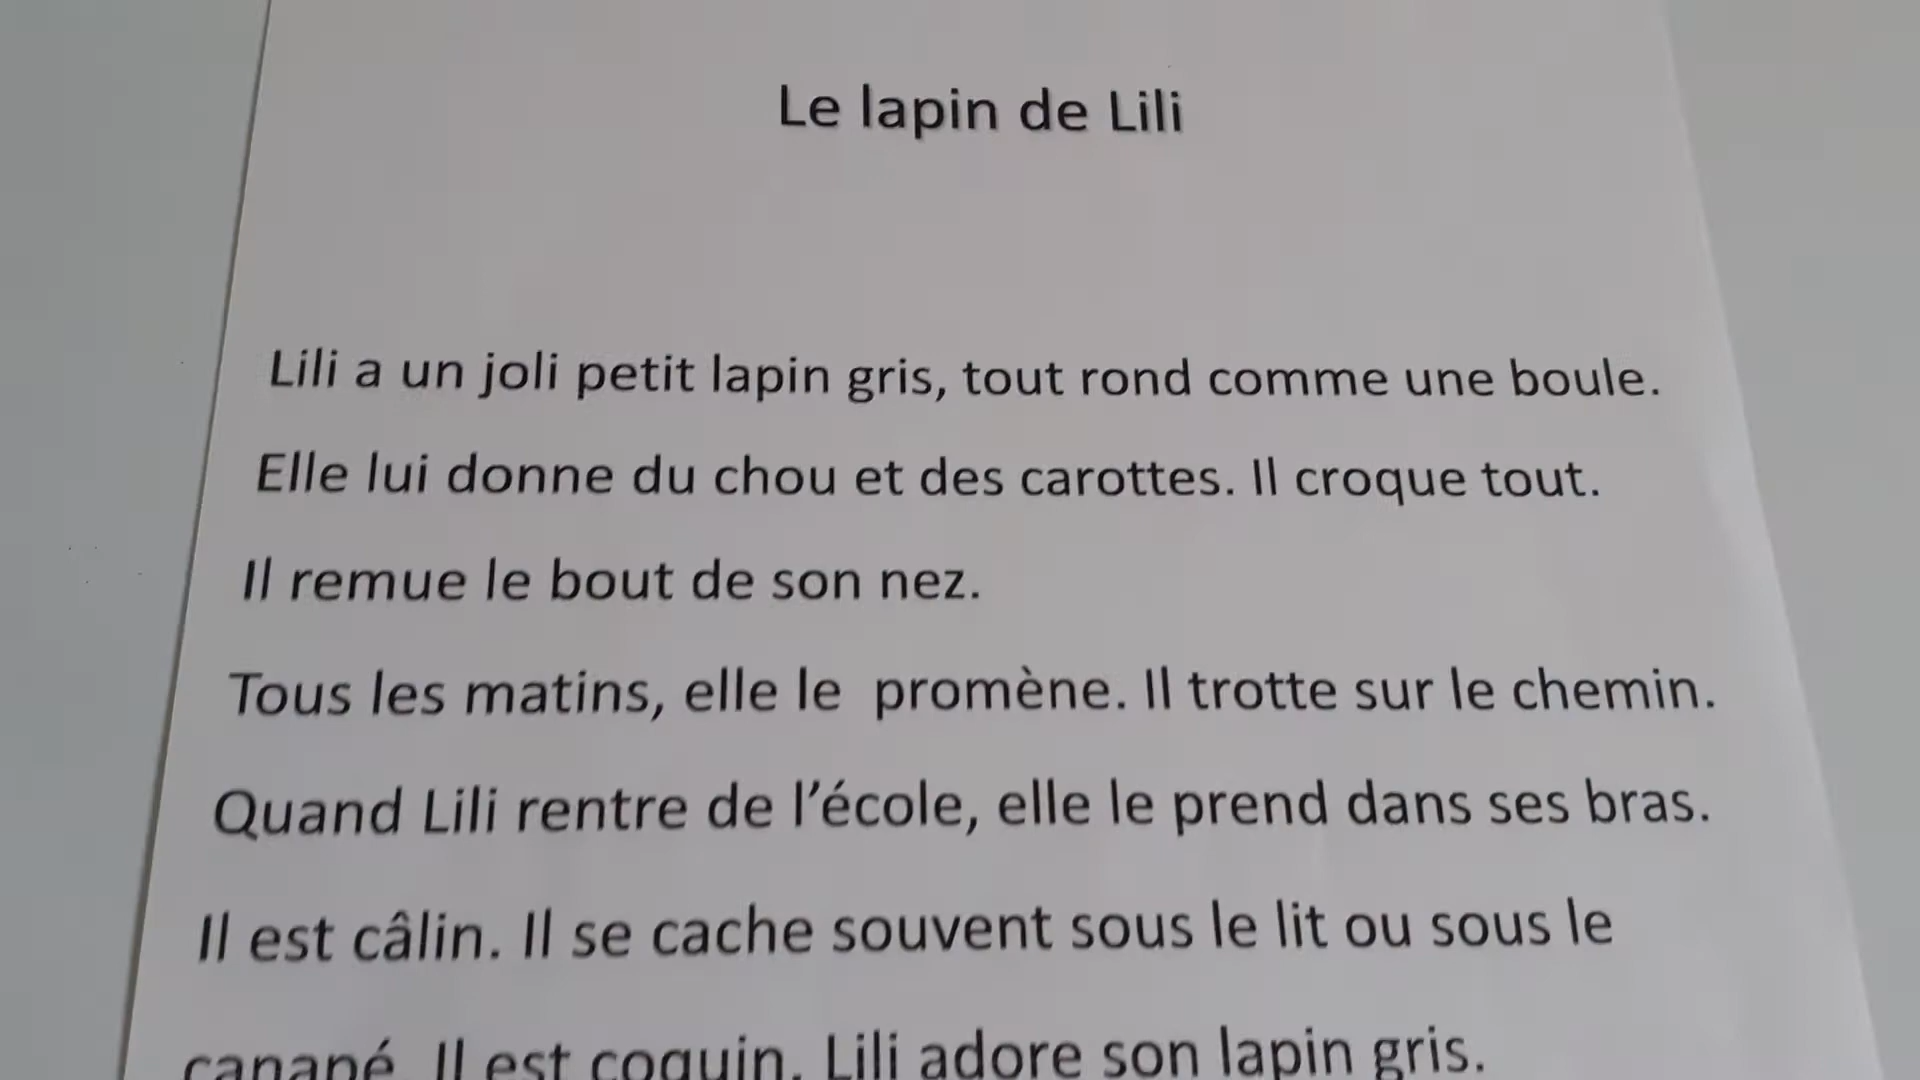 Le lapin de Lili
Lili a un joli petit lapin gris, tout rond comme une boule.
Elle lui donne du chou et des carottes. Il croque tout.
Il remue le bout de son nez.
Tous les matins, elle le  promène. Il trotte sur le chemin.
Quand Lili rentre de l’école, elle le prend dans ses bras.
Il est câlin. Il se cache souvent sous le lit ou sous le
canapé. Il est coquin. Lili adore son lapin gris.